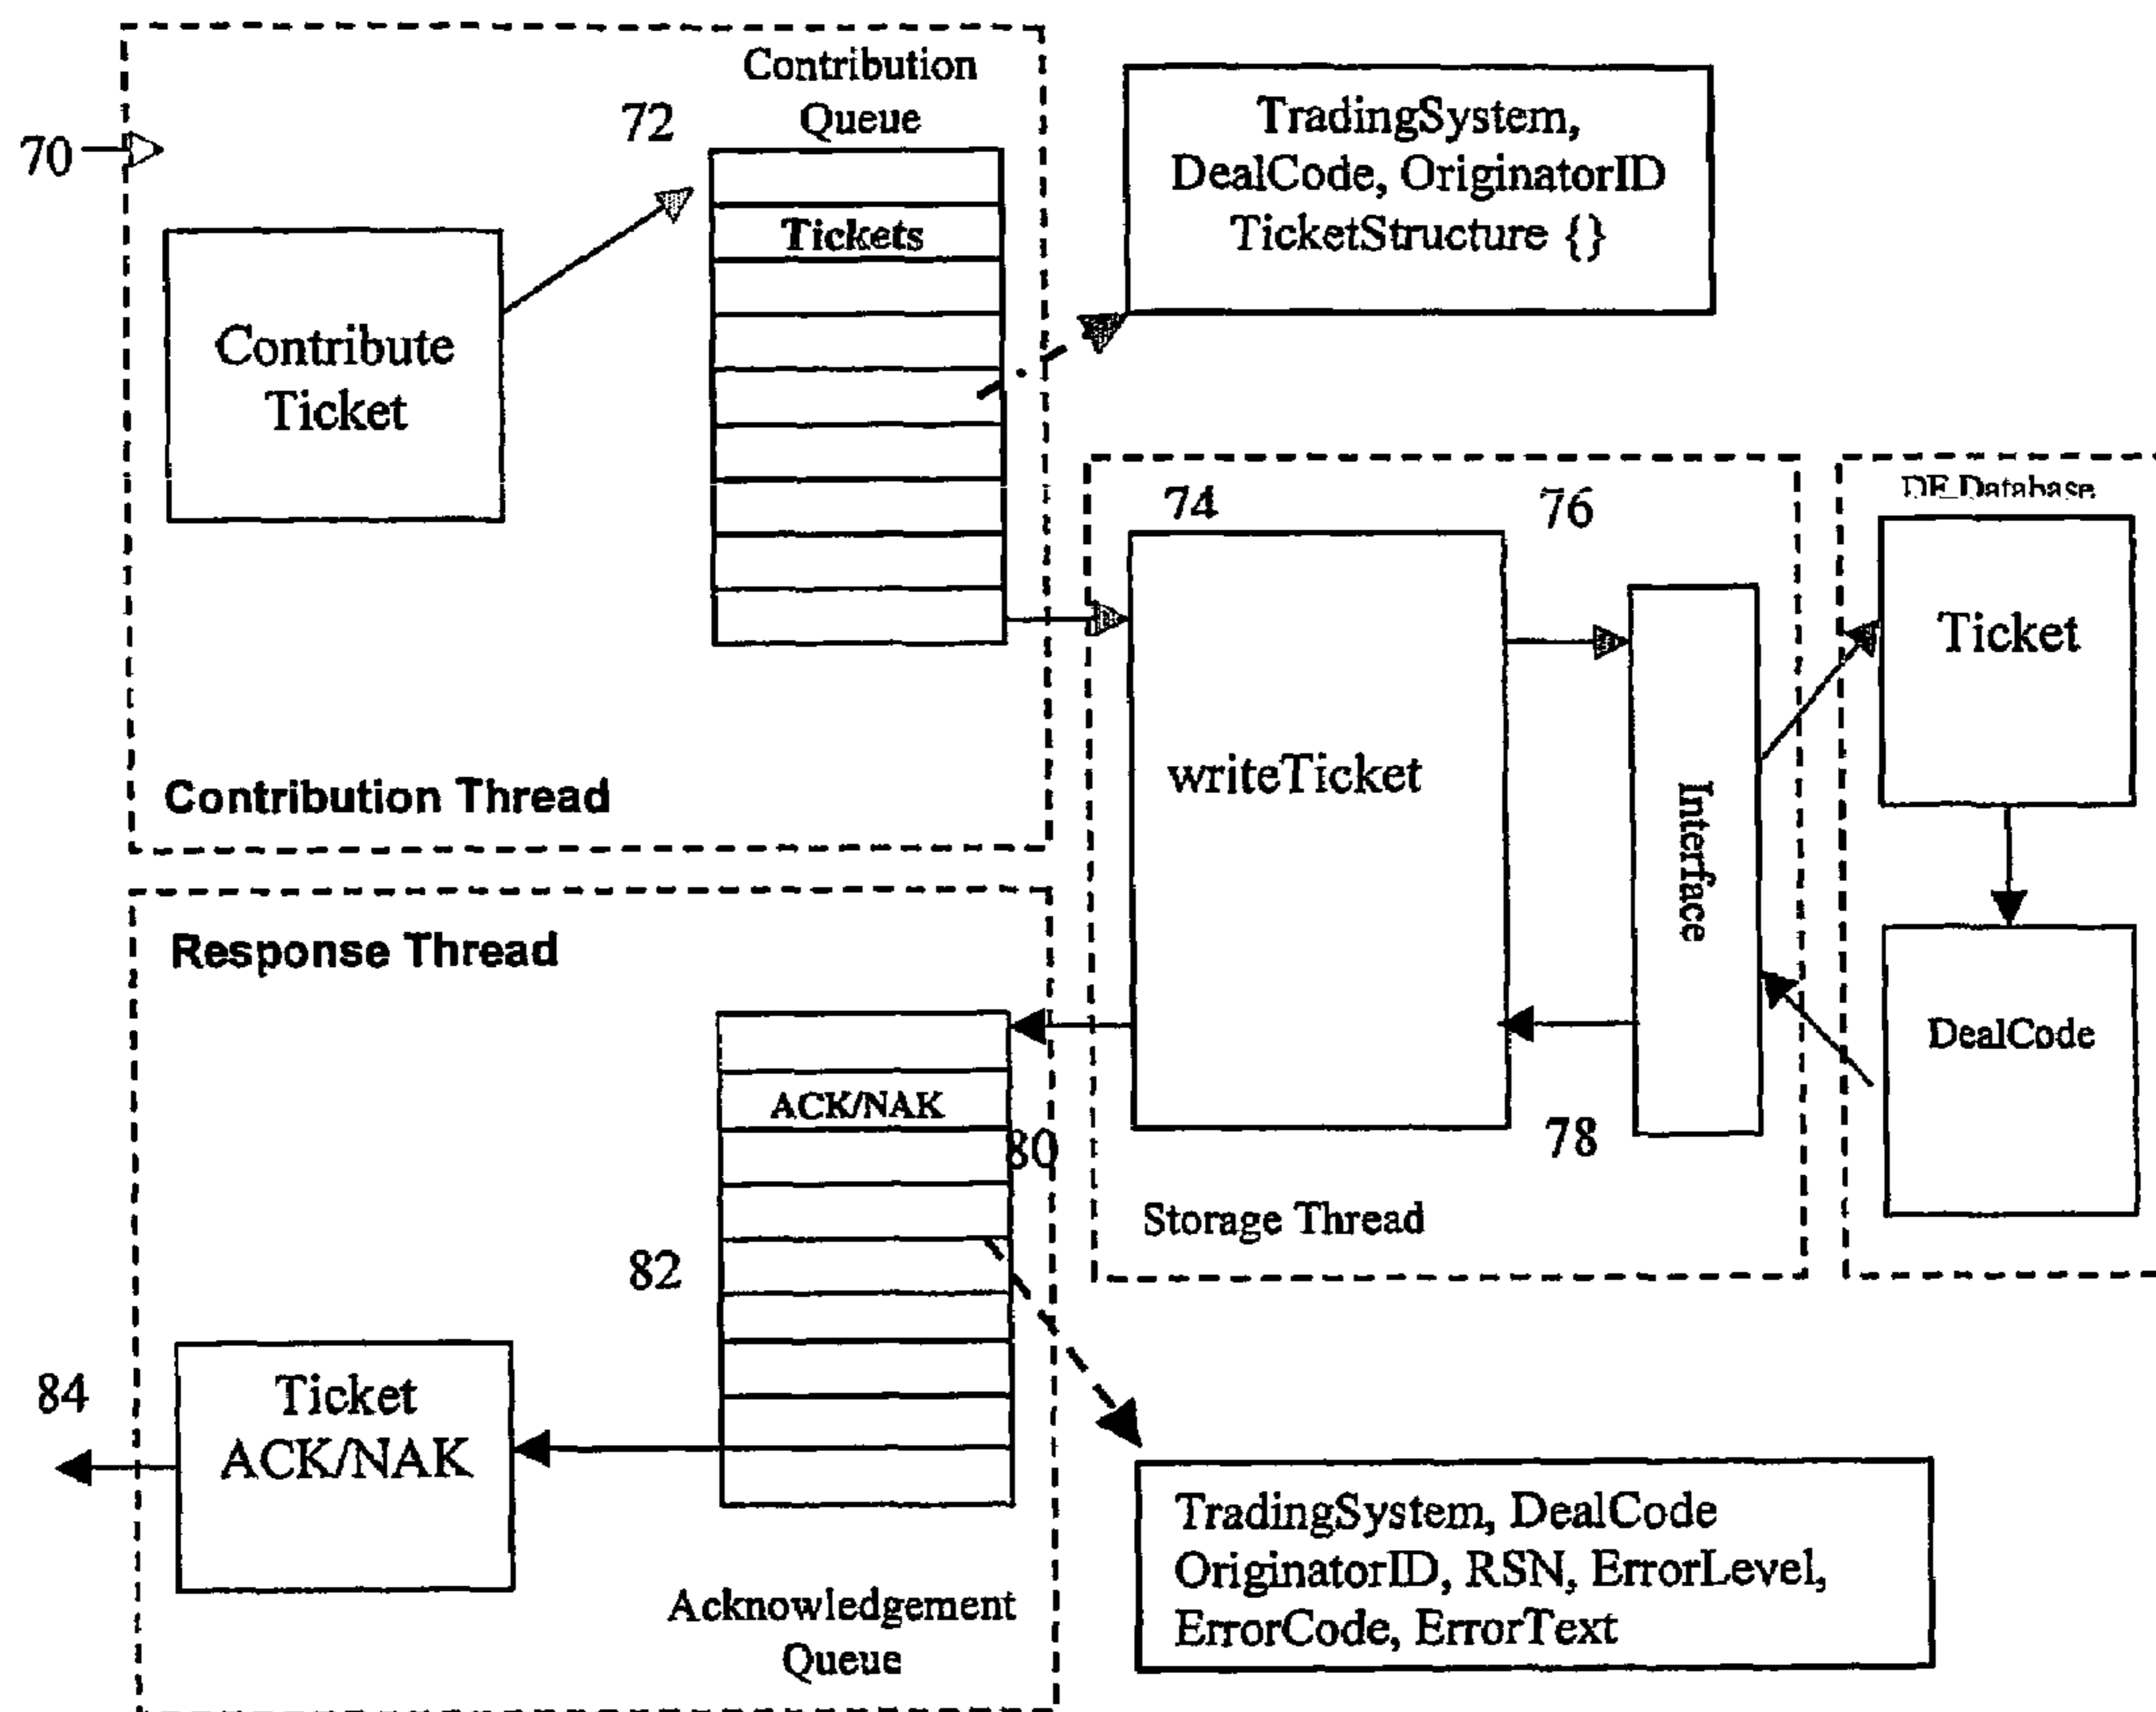 70
Contribution
Queue
72
Tickets
Contribute
Ticket
Contribution Thread
TradingSystem,
DealCode, OriginatorID
TicketStructure {}
74
76
writeTicket
Interface
78
Storage Thread
DF_Database
Ticket
DealCode
Response Thread
ACK/NAK
80
82
84
Ticket
ACK/NAK
Acknowledgement
Queue
TradingSystem, DealCode
OriginatorID, RSN, ErrorLevel,
ErrorCode, ErrorText